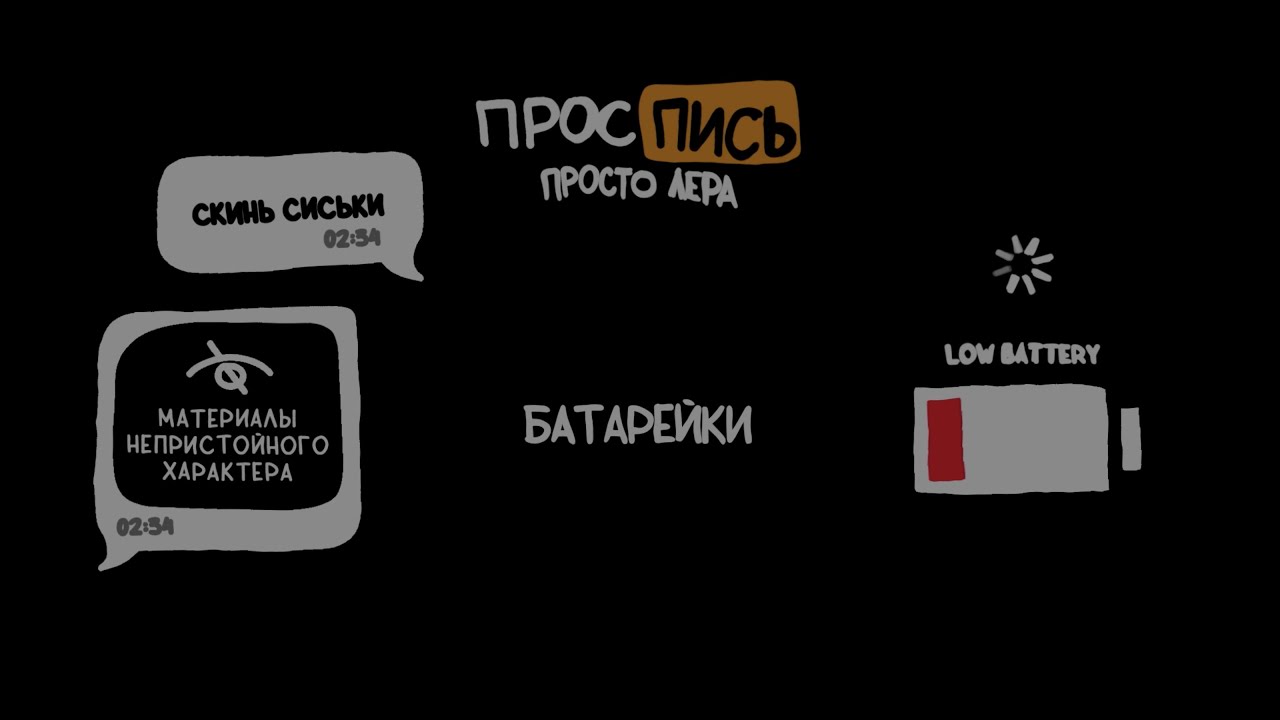 ПРОСПИСЬ
ПРОСТО ЛЕРА
СКИНЬ СИСЬКИ
02:34
МАТЕРИАЛЫ
НЕПРИСТОЙНОГО
ХАРАКТЕРА
02:34
БАТАРЕЙКИ
LOW BATTERY